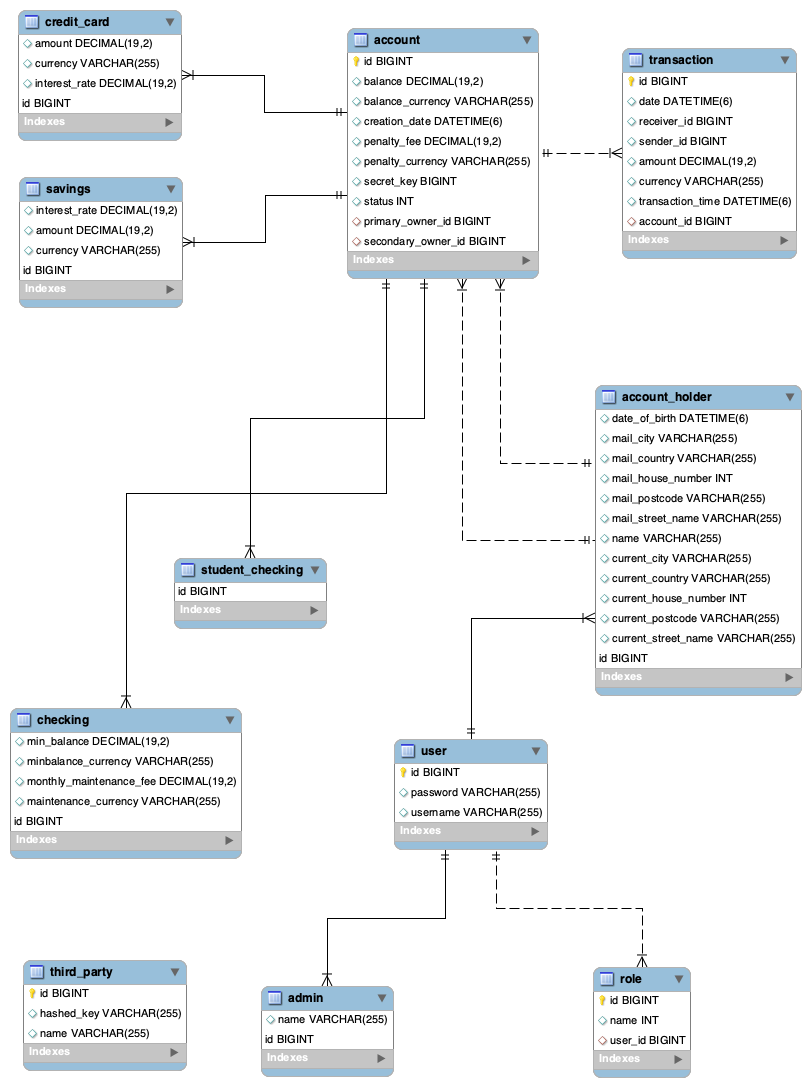 credit_card
amount DECIMAL(19,2)
currency VARCHAR(255)
interest_rate DECIMAL(19,2)
id BIGINT
Indexes
account
id BIGINT
balance DECIMAL(19,2)
balance_currency VARCHAR(255)
creation_date DATETIME(6)
penalty_fee DECIMAL(19,2)
penalty_currency VARCHAR(255)
secret_key BIGINT
status INT
primary_owner_id BIGINT
secondary_owner_id BIGINT
Indexes
transaction
id BIGINT
date DATETIME(6)
receiver_id BIGINT
sender_id BIGINT
amount DECIMAL(19,2)
currency VARCHAR(255)
transaction_time DATETIME(6)
account_id BIGINT
Indexes
savings
interest_rate DECIMAL(19,2)
amount DECIMAL(19,2)
currency VARCHAR(255)
id BIGINT
Indexes
account_holder
date_of_birth DATETIME(6)
mail_city VARCHAR(255)
mail_country VARCHAR(255)
mail_house_number INT
mail_postcode VARCHAR(255)
mail_street_name VARCHAR(255)
name VARCHAR(255)
current_city VARCHAR(255)
current_country VARCHAR(255)
current_house_number INT
current_postcode VARCHAR(255)
current_street_name VARCHAR(255)
id BIGINT
Indexes
student_checking
id BIGINT
Indexes
checking
min_balance DECIMAL(19,2)
minbalance_currency VARCHAR(255)
monthly_maintenance_fee DECIMAL(19,2)
maintenance_currency VARCHAR(255)
id BIGINT
Indexes
user
id BIGINT
password VARCHAR(255)
username VARCHAR(255)
Indexes
third_party
id BIGINT
hashed_key VARCHAR(255)
name VARCHAR(255)
Indexes
admin
name VARCHAR(255)
id BIGINT
Indexes
role
id BIGINT
name INT
user_id BIGINT
Indexes